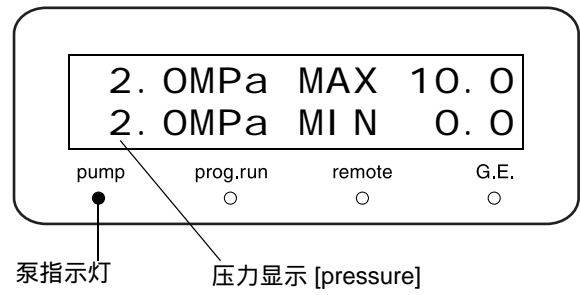 2.0MPa MAX 10.0
2.0MPa MIN 0.0
pump prog.run remote G.E.
泵指示灯 压力显示 [pressure]